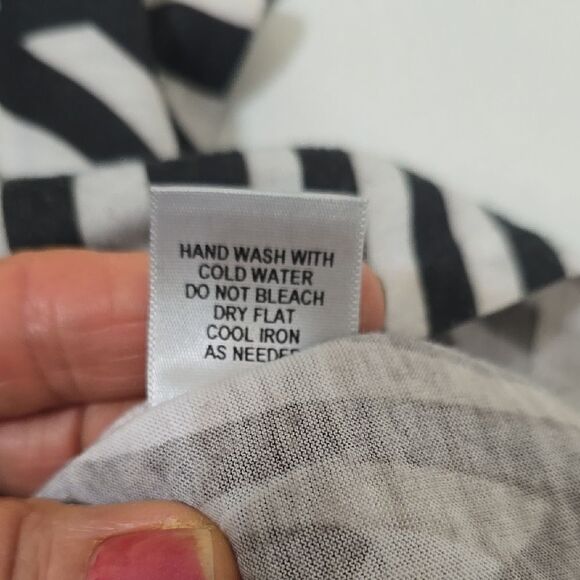 HAND WASH WITH
COLD WATER
DO NOT BLEACH
DRY FLAT
COOL IRON
AS NEEDED